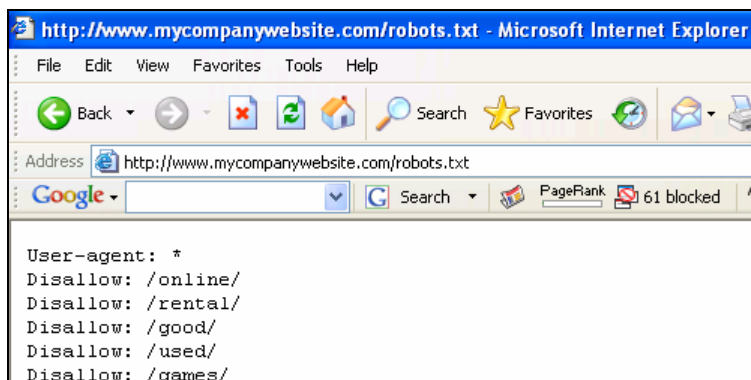 http://www.mycompanywebsite.com/robots.txt - Microsoft Internet Explorer
File Edit View Favorites Tools Help
Back Search Favorites
Address http://www.mycompanywebsite.com/robots.txt
Google G Search PageRank 61 blocked
User-agent: *
Disallow: /online/
Disallow: /rental/
Disallow: /good/
Disallow: /used/
Disallow: /games/